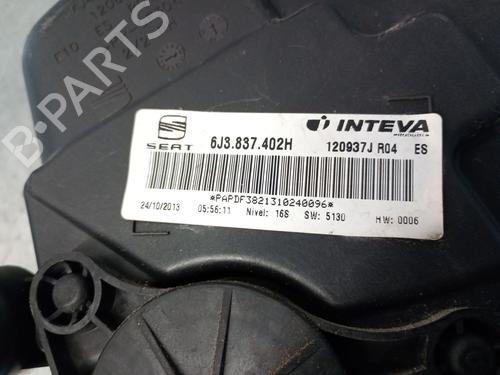 B-PARTS
SEAT
6J3.837.402H
INTEVA
120937J R04 ES
*PAPDF3821310240096*
24/10/2013 05:56:11 Nivel: 16S SW: 5130 HW: 0006